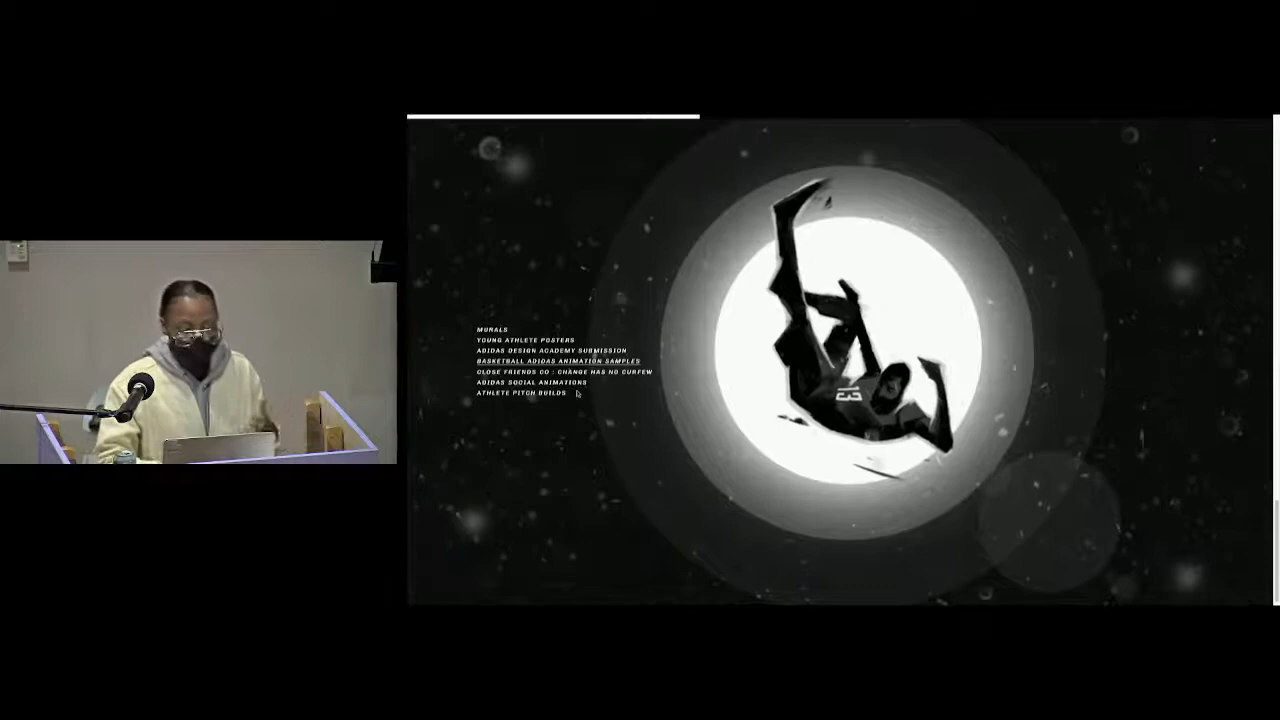 MURALS
YOUNG ATHLETE POSTERS
ADIDAS DESIGN ACADEMY SUBMISSION
BASKETBALL ADIDAS ANIMATION SAMPLES
CLOSE FRIENDS CO : CHANGE HAS NO CURFEW
ADIDAS SOCIAL ANIMATIONS
ATHLETE PITCH BUILDS